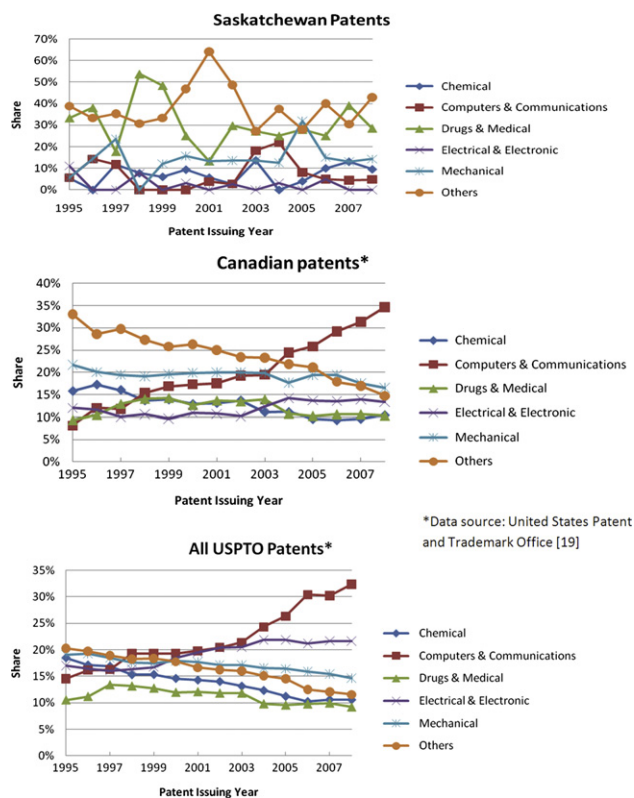 Saskatchewan Patents
70%
60%
50%
40%
30%
20%
10%
0%
Share
1995 1997 1999 2001 2003 2005 2007
Patent Issuing Year
Chemical
Computers & Communications
Drugs & Medical
Electrical & Electronic
Mechanical
Others
Canadian patents*
40%
35%
30%
25%
20%
15%
10%
5%
0%
Share
1995 1997 1999 2001 2003 2005 2007
Patent Issuing Year
Chemical
Computers & Communications
Drugs & Medical
Electrical & Electronic
Mechanical
Others
*Data source: United States Patent
and Trademark Office [19]
All USPTO Patents*
35%
30%
25%
20%
15%
10%
5%
0%
Share
1995 1997 1999 2001 2003 2005 2007
Patent Issuing Year
Chemical
Computers & Communications
Drugs & Medical
Electrical & Electronic
Mechanical
Others